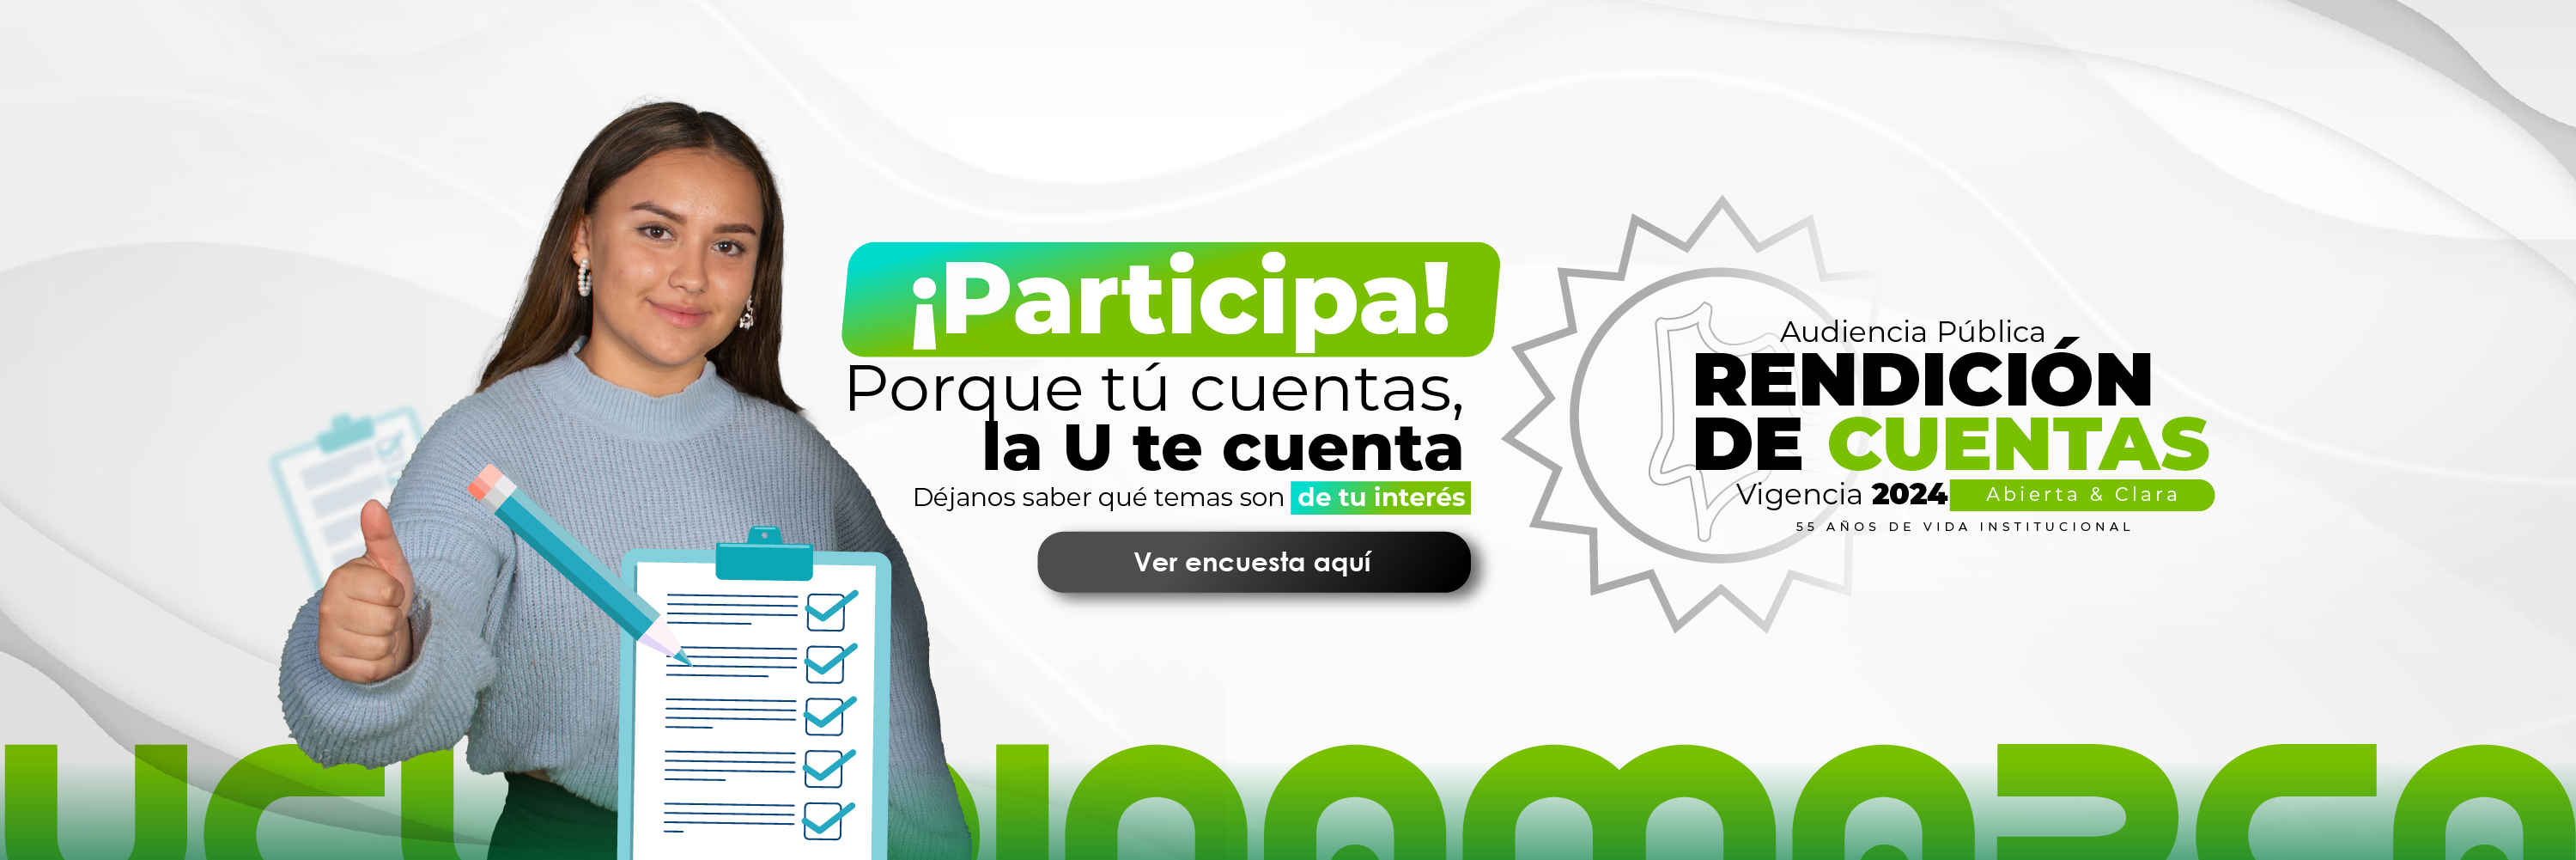 ¡Participa!
Porque tú cuentas,
la U te cuenta
Déjanos saber qué temas son de tu interés
Ver encuesta aquí
Audiencia Pública
RENDICIÓN
DE CUENTAS
Vigencia 2024 Abierta & Clara
55 AÑOS DE VIDA INSTITUCIONAL